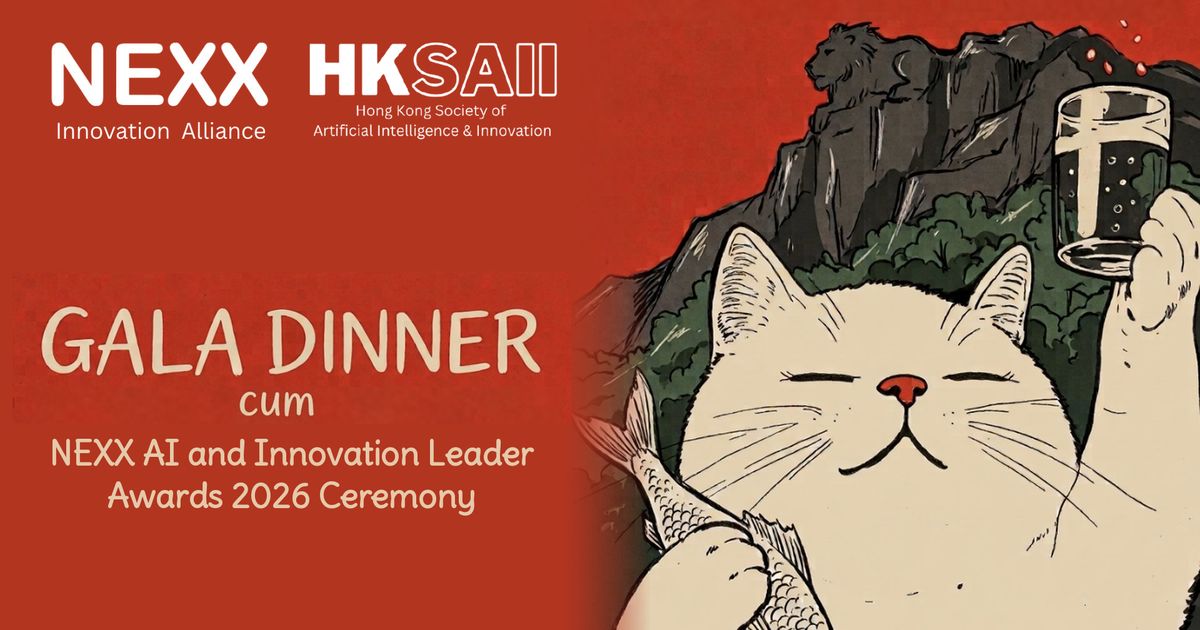 NEXX
Innovation Alliance
HKSAII
Hong Kong Society of
Artificial Intelligence & Innovation
GALA DINNER
cum
NEXX AI and Innovation Leader
Awards 2026 Ceremony